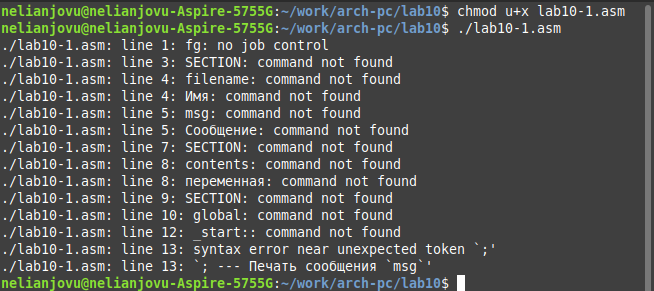 nelianjovu@nelianjovu-Aspire-5755G:~/work/arch-pc/lab10$ chmod u+x lab10-1.asm
nelianjovu@nelianjovu-Aspire-5755G:~/work/arch-pc/lab10$ ./lab10-1.asm
./lab10-1.asm: line 1: fg: no job control
./lab10-1.asm: line 3: SECTION: command not found
./lab10-1.asm: line 4: filename: command not found
./lab10-1.asm: line 4: Имя: command not found
./lab10-1.asm: line 5: msg: command not found
./lab10-1.asm: line 5: Сообщение: command not found
./lab10-1.asm: line 7: SECTION: command not found
./lab10-1.asm: line 8: contents: command not found
./lab10-1.asm: line 8: переменная: command not found
./lab10-1.asm: line 9: SECTION: command not found
./lab10-1.asm: line 10: global: command not found
./lab10-1.asm: line 12: _start:: command not found
./lab10-1.asm: line 13: syntax error near unexpected token `;'
./lab10-1.asm: line 13: `; --- Печать сообщения `msg`'
nelianjovu@nelianjovu-Aspire-5755G:~/work/arch-pc/lab10$